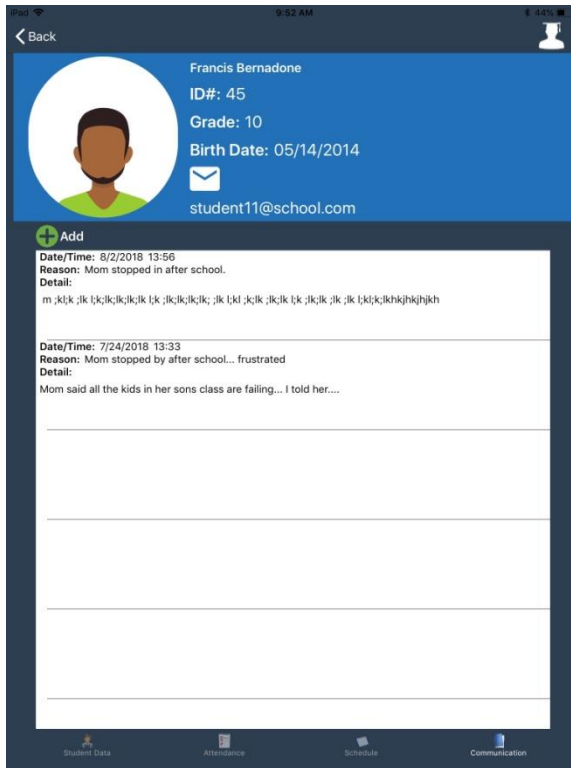 iPad 9:52 AM 44%
Back
Francis Bernadone
ID#: 45
Grade: 10
Birth Date: 05/14/2014
student11@school.com
Add
Date/Time: 8/2/2018 13:56
Reason: Mom stopped in after school.
Detail:
m ;kl;k ;lk l;k;lk;lk;lk;lk l;k ;lk;lk;lk;lk; ;lk l;kl ;k;lk ;lk;lk l;k ;lk;lk ;lk ;lk l;kl;k;lkhkjhkjhjkh
Date/Time: 7/24/2018 13:33
Reason: Mom stopped by after school... frustrated
Detail:
Mom said all the kids in her sons class are failing... I told her....
Student Data Attendance Schedule Communication